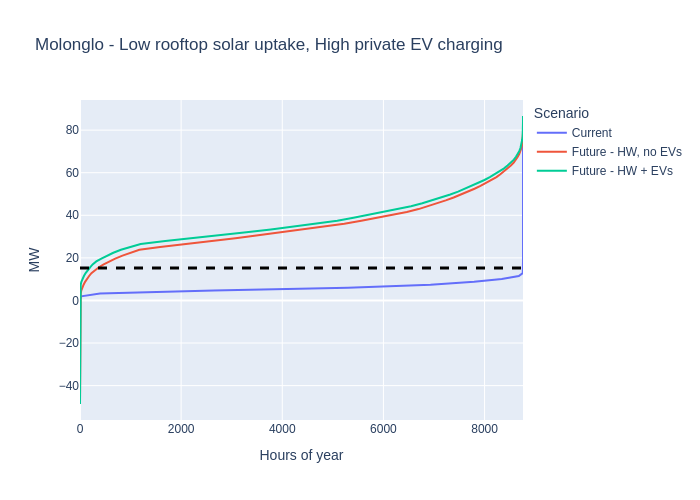 Molonglo - Low rooftop solar uptake, High private EV charging
Scenario
Current
Future - HW, no EVs
Future - HW + EVs
MW
80
60
40
20
0
−20
−40
0
2000
4000
6000
8000
Hours of year